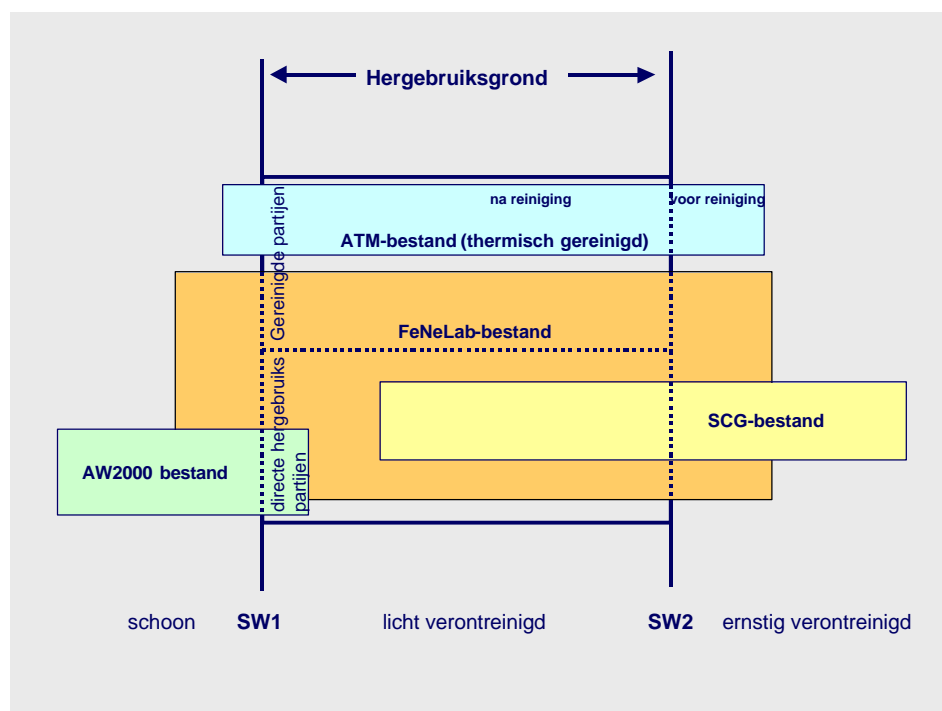 Hergebruiksgrond
na reiniging
voor reiniging
ATM-bestand (thermisch gereinigd)
Gereinigde partijen
FeNeLab-bestand
directe hergebruiks
partijen
SCG-bestand
AW2000 bestand
schoon SW1 licht verontreinigd SW2 ernstig verontreinigd